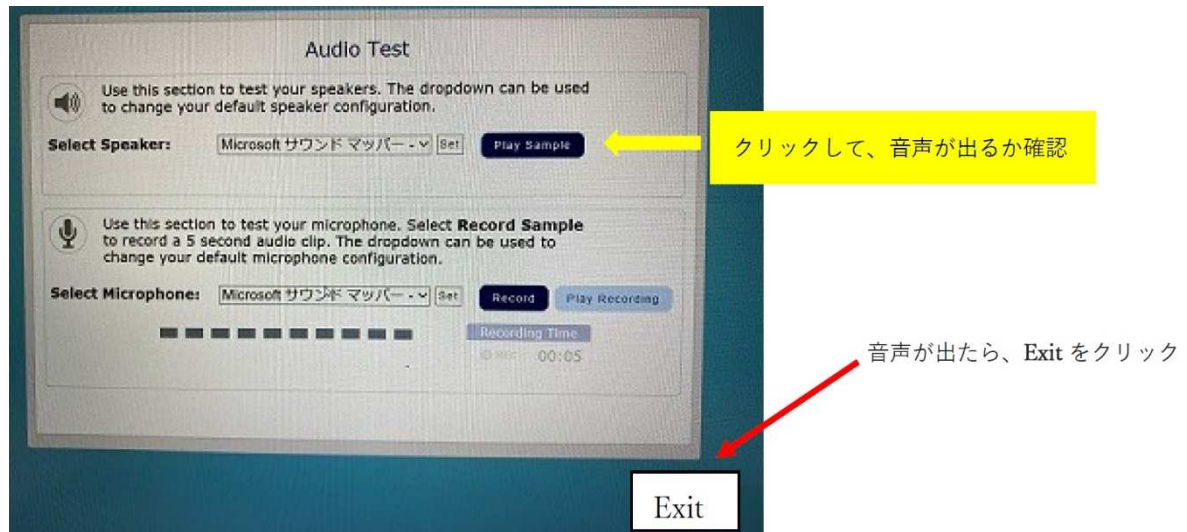 Audio Test
Use this section to test your speakers. The dropdown can be used
to change your default speaker configuration.
Select Speaker:
Microsoft サウンド マッパー -
Set
Play Sample
クリックして、音声が出るか確認
Use this section to test your microphone. Select Record Sample
to record a 5 second audio clip. The dropdown can be used to
change your default microphone configuration.
Select Microphone:
Microsoft サウンド マッパー -
Set
Record
Play Recording
Recording Time
REC 00:05
音声が出たら、Exit をクリック
Exit